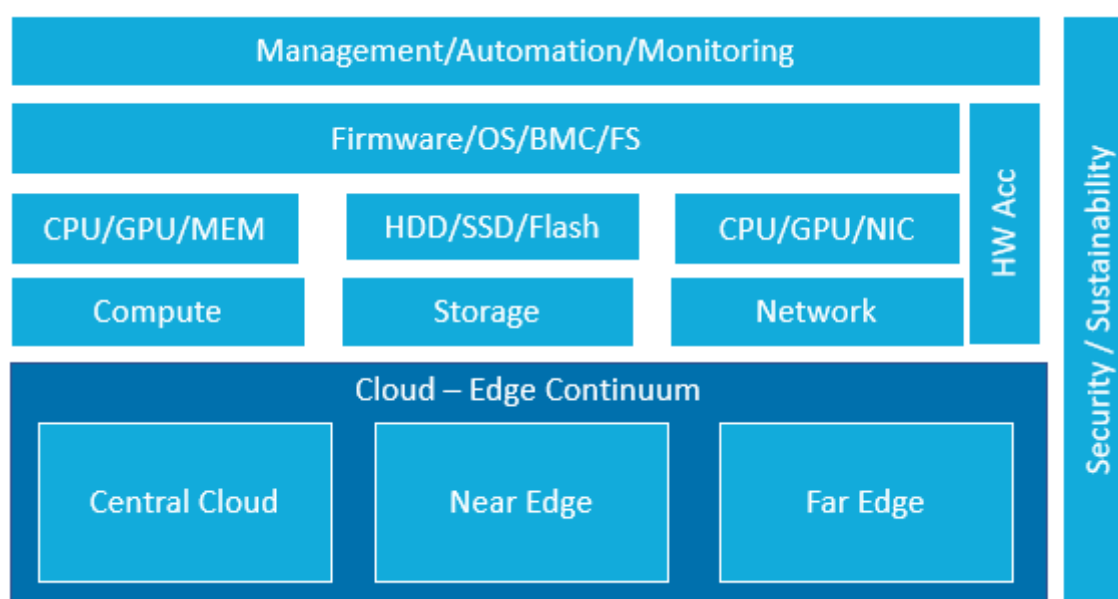 Management/Automation/Monitoring
Firmware/OS/BMC/FS
HW Acc
CPU/GPU/MEM
HDD/SSD/Flash
CPU/GPU/NIC
Compute
Storage
Network
Cloud – Edge Continuum
Central Cloud
Near Edge
Far Edge
Security / Sustainability